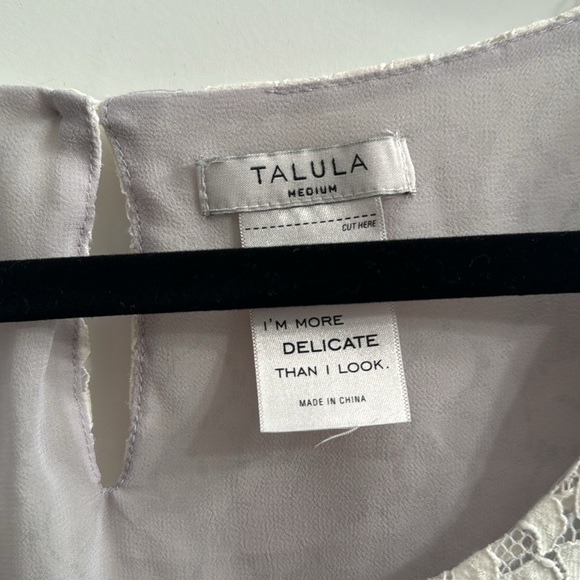 TALULA
MEDIUM
CUT HERE
I'M MORE
DELICATE
THAN I LOOK.
MADE IN CHINA